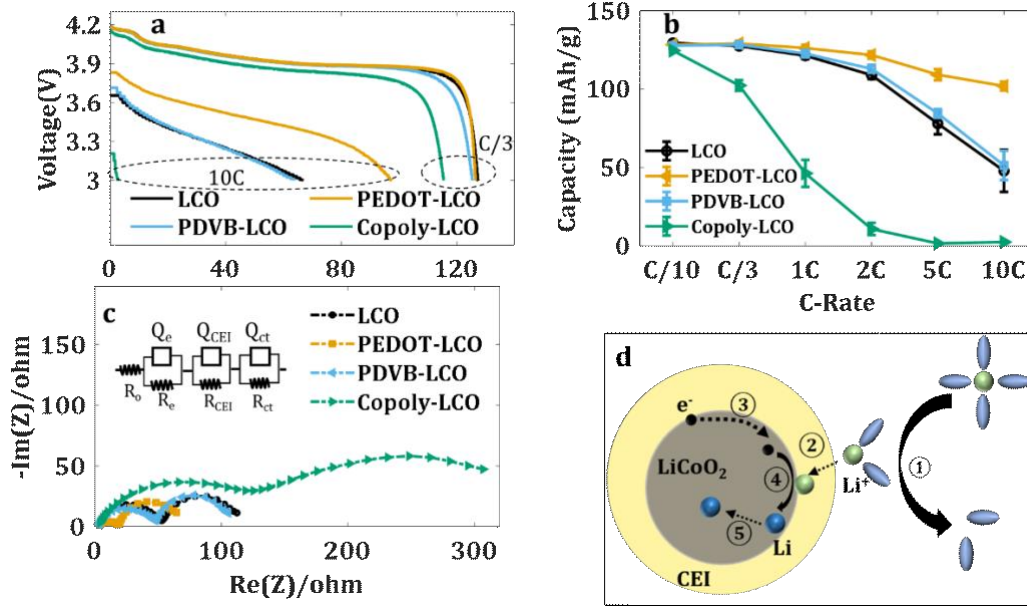 a
4.2
3.9
3.6
3.3
3
Voltage(V)
10C
C/3
LCO
PEDOT-LCO
PDVB-LCO
Copoly-LCO
0
40
80
120
b
150
100
50
0
Capacity (mAh/g)
LCO
PEDOT-LCO
PDVB-LCO
Copoly-LCO
C/10
C/3
1C
2C
5C
10C
C-Rate
c
150
100
50
0
-Im(Z)/ohm
Qe
QCEI
Qct
Ro
Re
RCEI
Rct
LCO
PEDOT-LCO
PDVB-LCO
Copoly-LCO
0
100
200
300
Re(Z)/ohm
d
e-
③
②
LiCoO2
④
Li+
①
⑤
Li
CEI